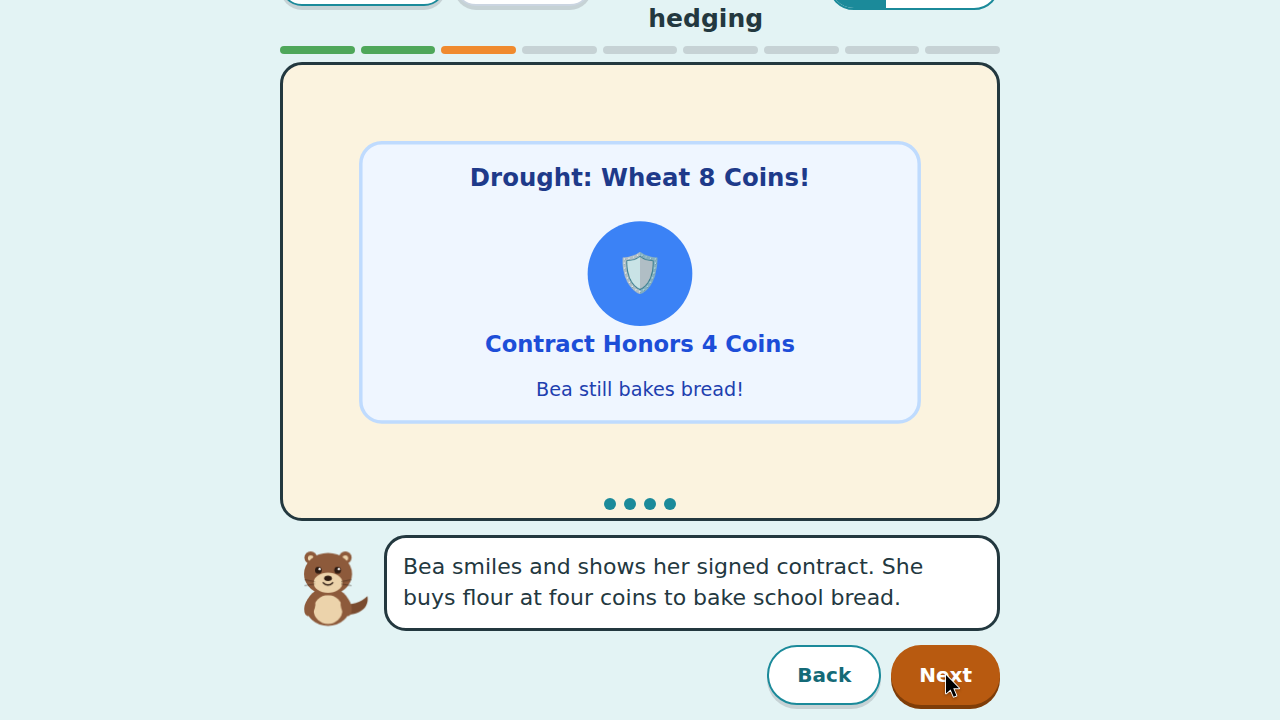 hedging
Drought: Wheat 8 Coins!
Contract Honors 4 Coins
Bea still bakes bread!
Bea smiles and shows her signed contract. She
buys flour at four coins to bake school bread.
Back
Next